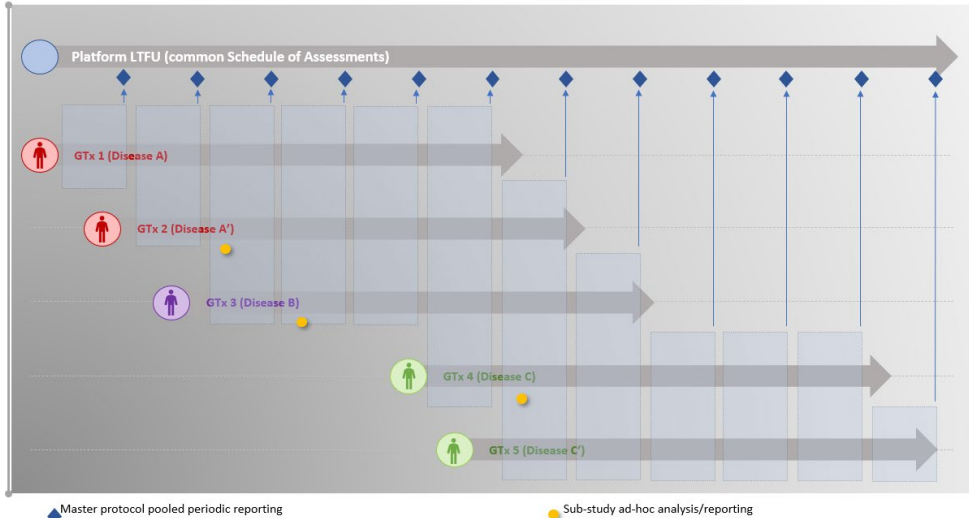 Platform LTFU (common Schedule of Assessments)
GTx 1 (Disease A)
GTx 2 (Disease A’)
GTx 3 (Disease B)
GTx 4 (Disease C)
GTx 5 (Disease C’)
Master protocol pooled periodic reporting
Sub-study ad-hoc analysis/reporting